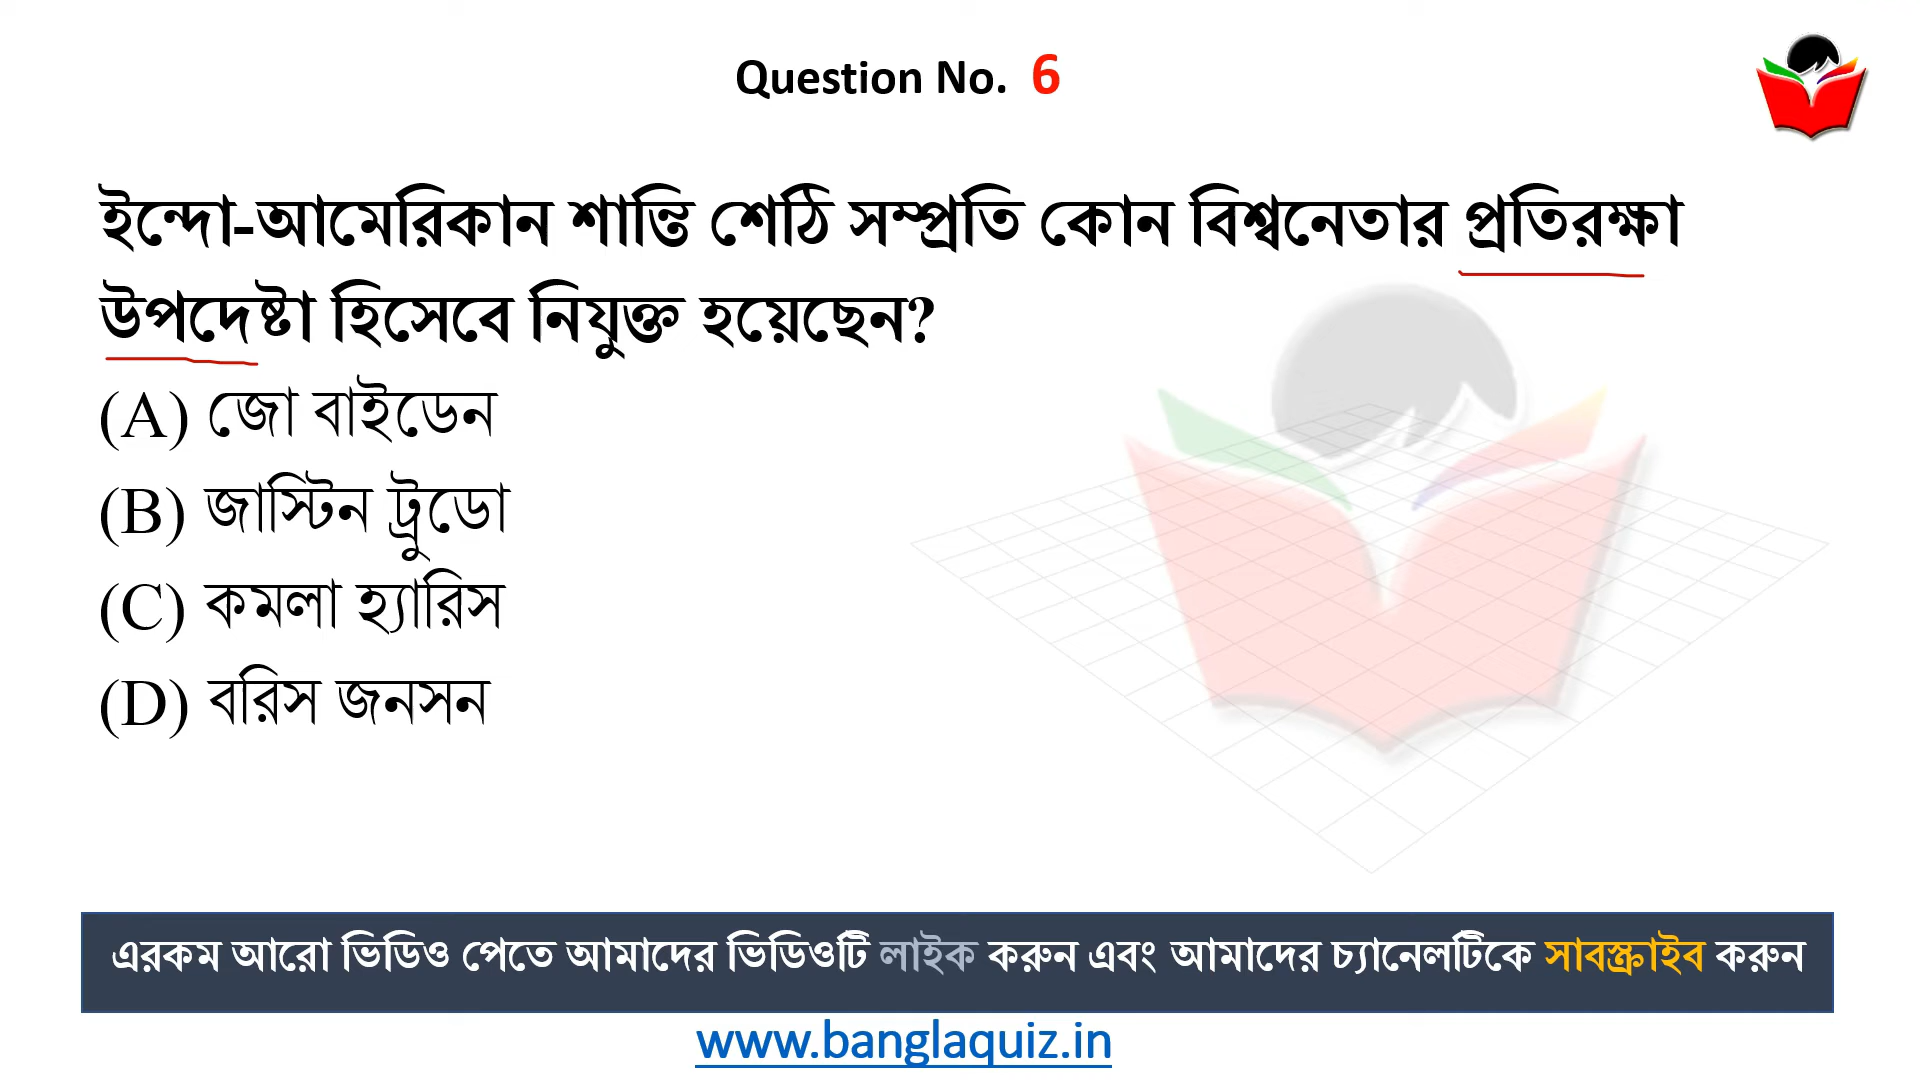 Question No. 6
ইন্দো-আমেরিকান শান্তি শেঠি সম্প্রতি কোন বিশ্বনেতার প্রতিরক্ষা
উপদেষ্টা হিসেবে নিযুক্ত হয়েছেন?
(A) জো বাইডেন
(B) জাস্টিন ট্রুডো
(C) কমলা হ্যারিস
(D) বরিস জনসন
এরকম আরো ভিডিও পেতে আমাদের ভিডিওটি লাইক করুন এবং আমাদের চ্যানেলটিকে সাবস্ক্রাইব করুন
www.banglaquiz.in